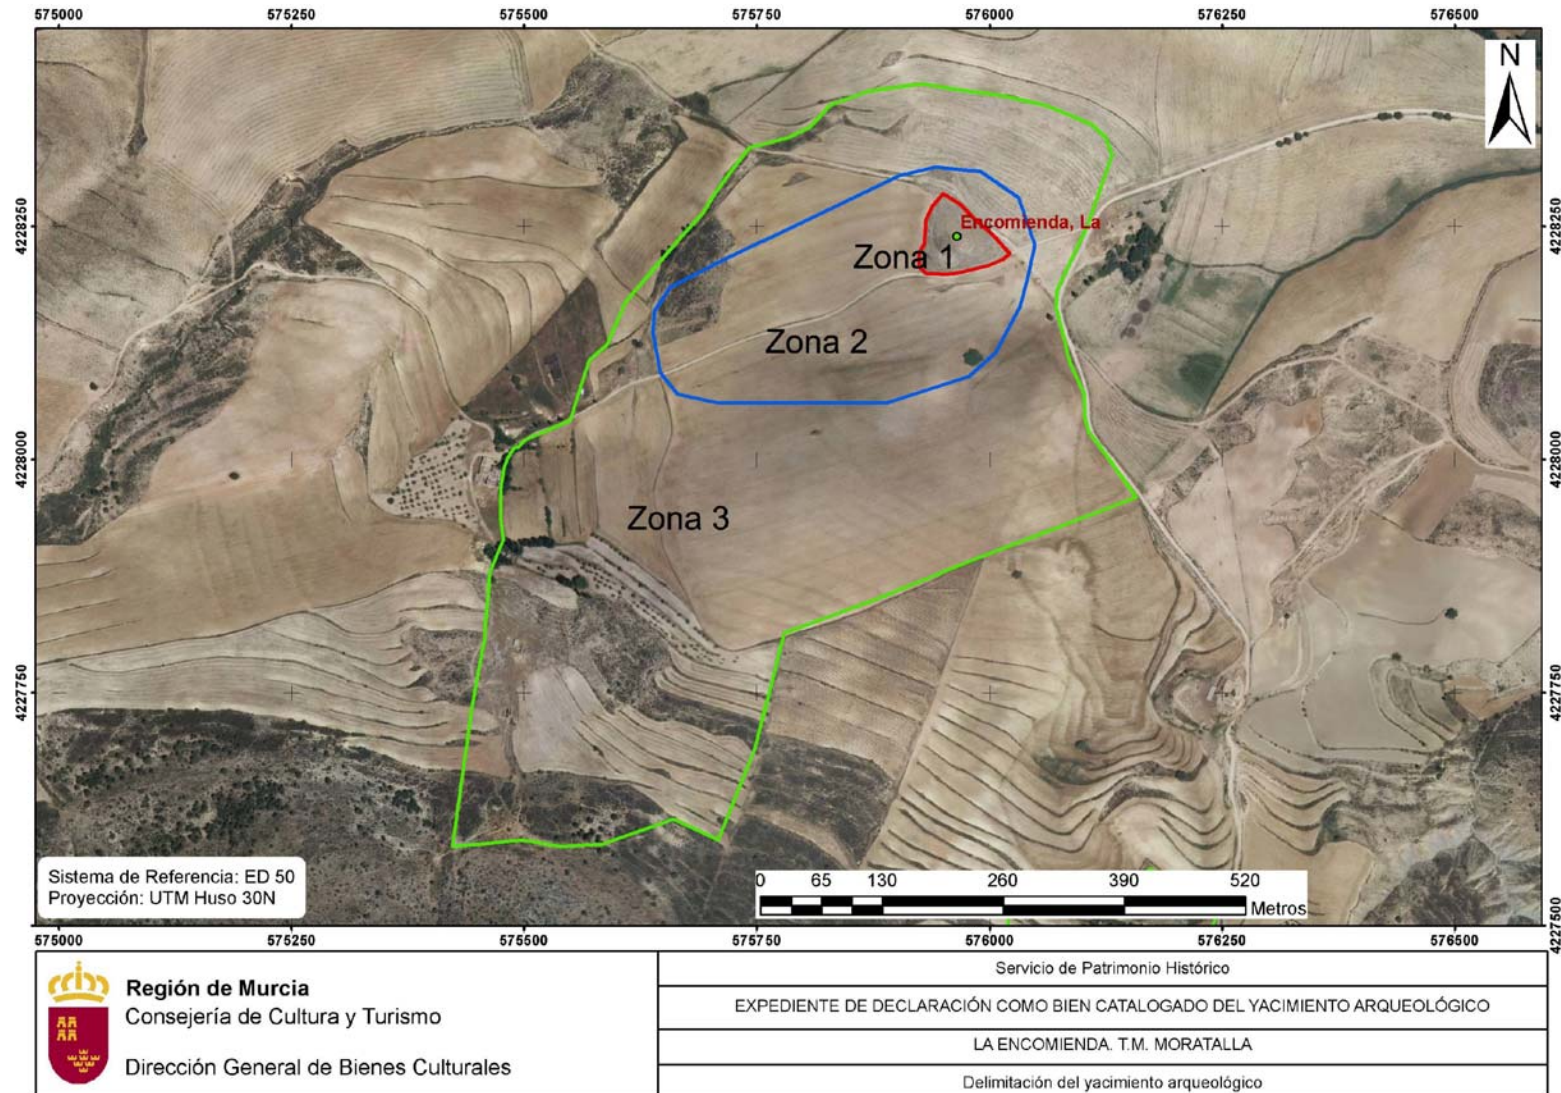 575000 575250 575500 575750 576000 576250 576500
N
4228250 4228250
Encomienda, La
Zona 1
Zona 2
4228000 4228000
Zona 3
4227750 4227750
Sistema de Referencia: ED 50
Proyección: UTM Huso 30N
0 65 130 260 390 520
Metros
4227500
575000 575250 575500 575750 576000 576250 576500
Región de Murcia
Consejería de Cultura y Turismo
Dirección General de Bienes Culturales
Servicio de Patrimonio Histórico
EXPEDIENTE DE DECLARACIÓN COMO BIEN CATALOGADO DEL YACIMIENTO ARQUEOLÓGICO
LA ENCOMIENDA. T.M. MORATALLA
Delimitación del yacimiento arqueológico